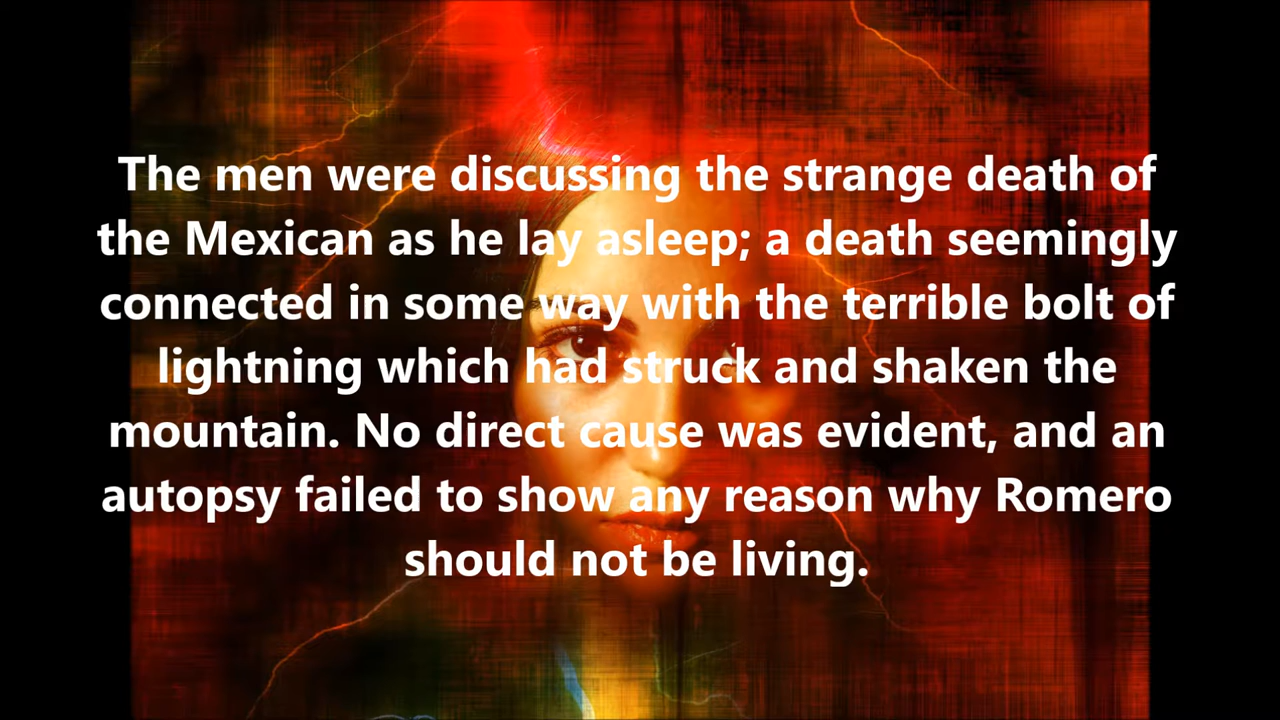 The men were discussing the strange death of
the Mexican as he lay asleep; a death seemingly
connected in some way with the terrible bolt of
lightning which had struck and shaken the
mountain. No direct cause was evident, and an
autopsy failed to show any reason why Romero
should not be living.